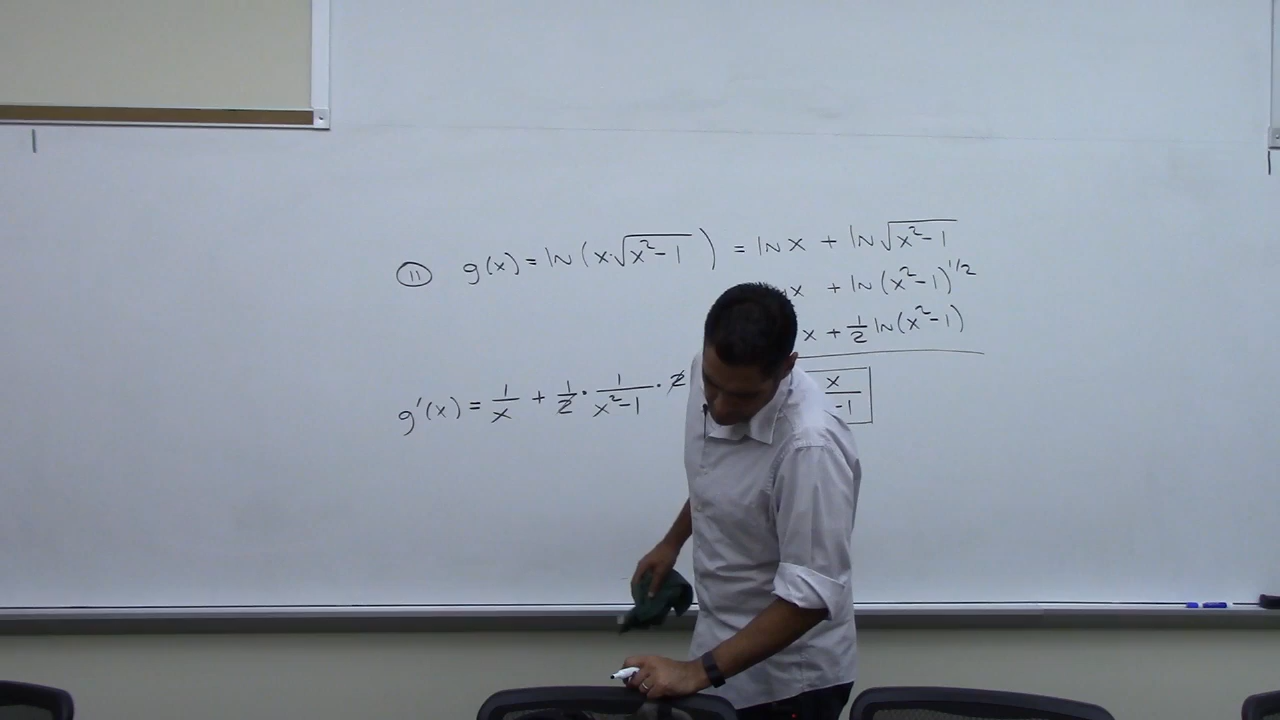 ⑪ g(x) = ln(x·√(x²-1)) = ln x + ln√(x²-1)
x + ln(x²-1)^1/2
x + 1/2 ln(x²-1)
g'(x) = 1/x + 1/2 · 1/(x²-1) · 2 x/-1